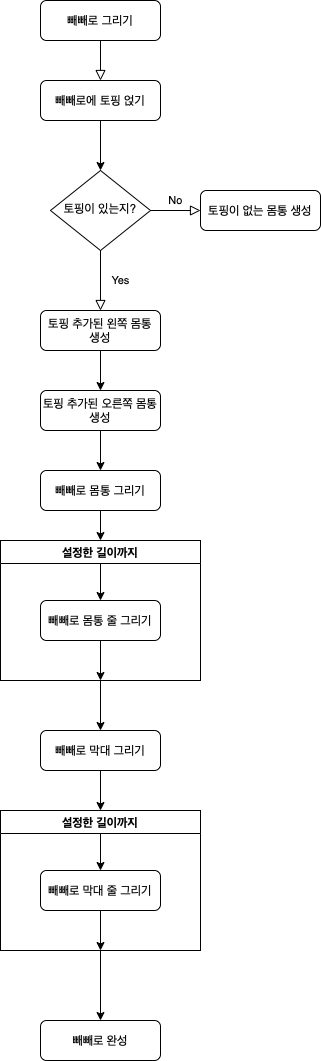 빼빼로 그리기
빼빼로에 토핑 얹기
토핑이 있는지?
No
토핑이 없는 몸통 생성
Yes
토핑 추가된 왼쪽 몸통
생성
토핑 추가된 오른쪽 몸통
생성
빼빼로 몸통 그리기
설정한 길이까지
빼빼로 몸통 줄 그리기
빼빼로 막대 그리기
설정한 길이까지
빼빼로 막대 줄 그리기
빼빼로 완성